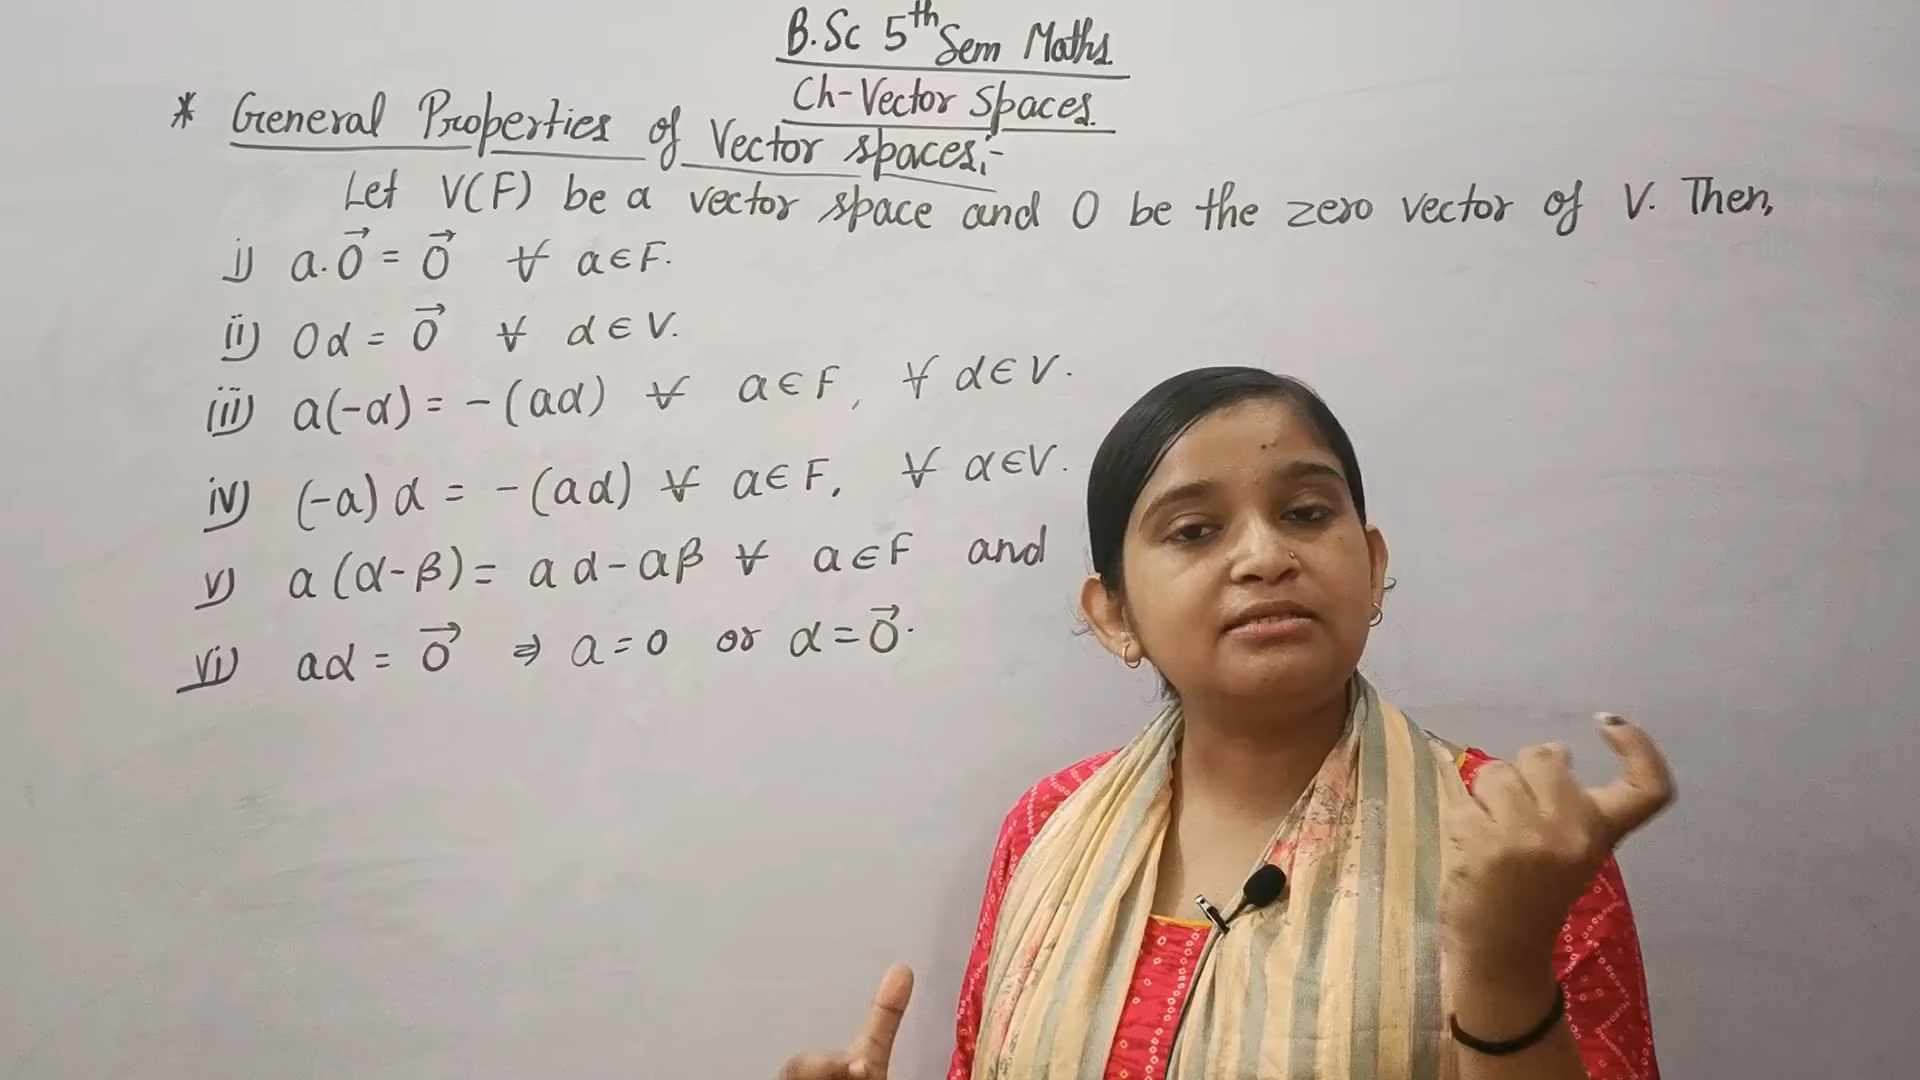 B.Sc 5th Sem Maths.
Ch-Vector Spaces.
* General Properties of Vector spaces:-
Let V(F) be a vector space and 0 be the zero vector of V. Then,
i) a.0⃗ = 0⃗ ∀ a∈F.
ii) 0α = 0⃗ ∀ α∈V.
iii) a(-α) = -(aα) ∀ a∈F, ∀ α∈V.
iv) (-a)α = -(aα) ∀ a∈F, ∀ α∈V.
v) a(α-β) = aα-aβ ∀ a∈F and
vi) aα = 0⃗ ⇒ a=0 or α=0⃗.